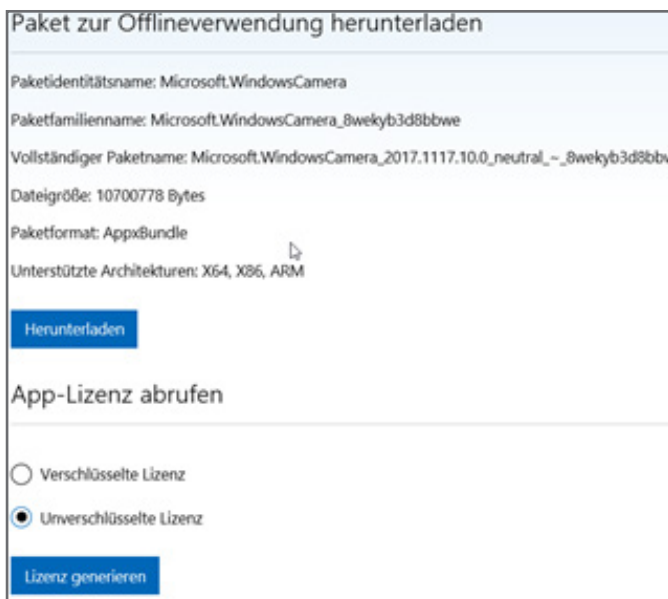 Paket zur Offlineverwendung herunterladen
Paketidentitätsname: Microsoft.WindowsCamera
Paketfamilienname: Microsoft.WindowsCamera_8wekyb3d8bbwe
Vollständiger Paketname: Microsoft.WindowsCamera_2017.1117.10.0_neutral_~_8wekyb3d8bbw
Dateigröße: 10700778 Bytes
Paketformat: AppxBundle
Unterstützte Architekturen: X64, X86, ARM
Herunterladen
App-Lizenz abrufen
Verschlüsselte Lizenz
Unverschlüsselte Lizenz
Lizenz generieren